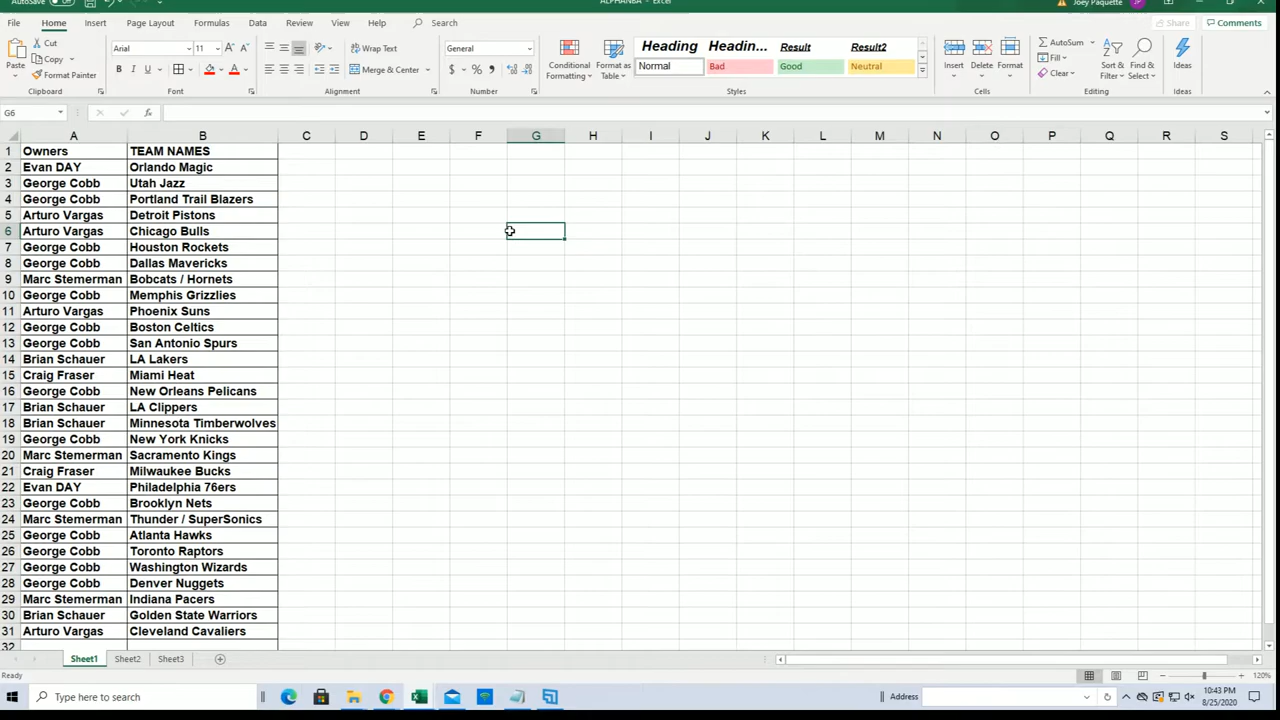 AutoSave ALPHANBA - Excel Joey Paquette JP
File Home Insert Page Layout Formulas Data Review View Help Search Share Comments
Paste Cut Copy Format Painter Clipboard
Arial 11 A A B I U A Font
Wrap Text Merge & Center Alignment
General $ % , Number
Conditional Formatting Format as Table
Heading Headin... Result Result2
Normal Bad Good Neutral
Styles
Insert Delete Format Cells
AutoSum Fill Clear Sort & Filter Find & Select Editing
Ideas Ideas
G6 fx
A B C D E F G H I J K L M N O P Q R S
1 Owners TEAM NAMES
2 Evan DAY Orlando Magic
3 George Cobb Utah Jazz
4 George Cobb Portland Trail Blazers
5 Arturo Vargas Detroit Pistons
6 Arturo Vargas Chicago Bulls
7 George Cobb Houston Rockets
8 George Cobb Dallas Mavericks
9 Marc Stemerman Bobcats / Hornets
10 George Cobb Memphis Grizzlies
11 Arturo Vargas Phoenix Suns
12 George Cobb Boston Celtics
13 George Cobb San Antonio Spurs
14 Brian Schauer LA Lakers
15 Craig Fraser Miami Heat
16 George Cobb New Orleans Pelicans
17 Brian Schauer LA Clippers
18 Brian Schauer Minnesota Timberwolves
19 George Cobb New York Knicks
20 Marc Stemerman Sacramento Kings
21 Craig Fraser Milwaukee Bucks
22 Evan DAY Philadelphia 76ers
23 George Cobb Brooklyn Nets
24 Marc Stemerman Thunder / SuperSonics
25 George Cobb Atlanta Hawks
26 George Cobb Toronto Raptors
27 George Cobb Washington Wizards
28 George Cobb Denver Nuggets
29 Marc Stemerman Indiana Pacers
30 Brian Schauer Golden State Warriors
31 Arturo Vargas Cleveland Cavaliers
32
Sheet1 Sheet2 Sheet3
Ready 120%
Type here to search Address 10:43 PM
8/25/2020